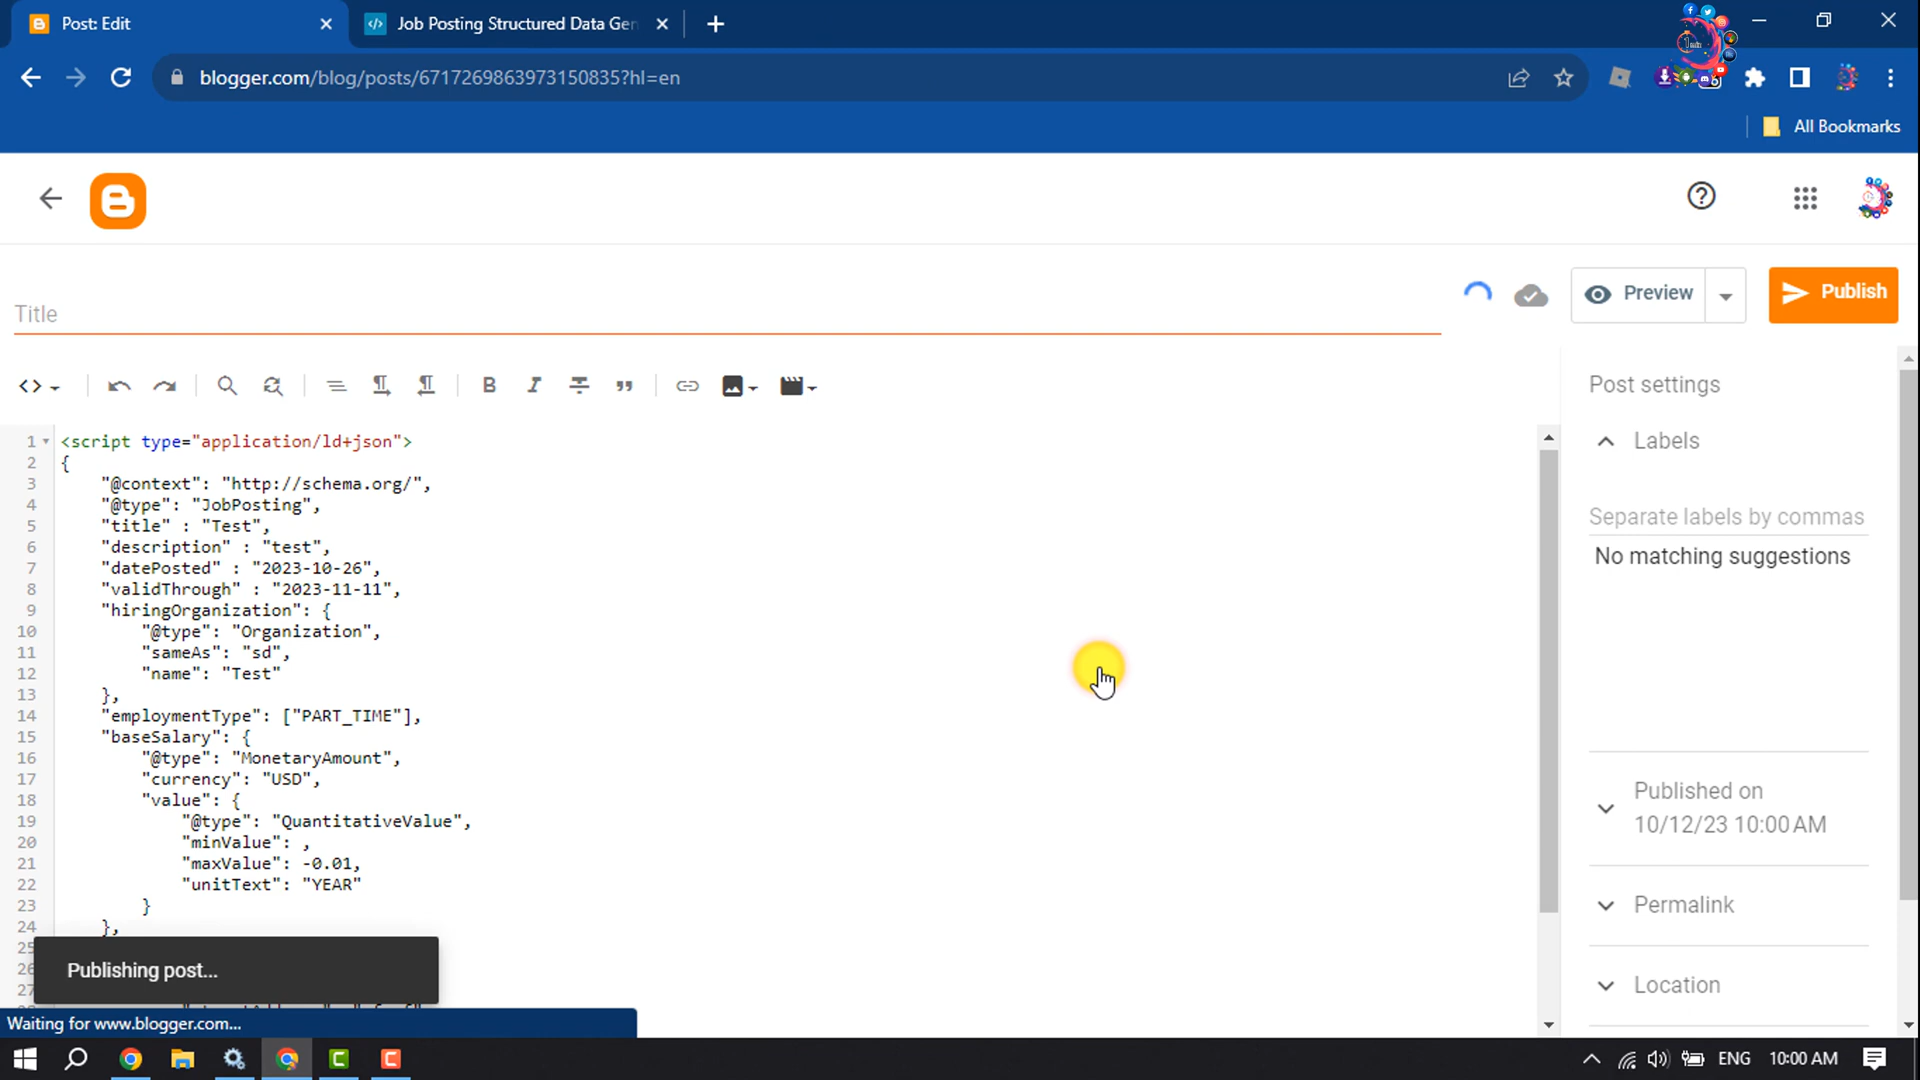 Post: Edit
Job Posting Structured Data Gen
blogger.com/blog/posts/6717269863973150835?hl=en
All Bookmarks
Title
Preview
Publish
Post settings
Labels
Separate labels by commas
No matching suggestions
Published on
10/12/23 10:00 AM
Permalink
Location
1 <script type="application/ld+json">
2 {
3 "@context": "http://schema.org/",
4 "@type": "JobPosting",
5 "title" : "Test",
6 "description" : "test",
7 "datePosted" : "2023-10-26",
8 "validThrough" : "2023-11-11",
9 "hiringOrganization": {
10 "@type": "Organization",
11 "sameAs": "sd",
12 "name": "Test"
13 },
14 "employmentType": ["PART_TIME"],
15 "baseSalary": {
16 "@type": "MonetaryAmount",
17 "currency": "USD",
18 "value": {
19 "@type": "QuantitativeValue",
20 "minValue": ,
21 "maxValue": -0.01,
22 "unitText": "YEAR"
23 }
24 },
Publishing post...
Waiting for www.blogger.com...
ENG
10:00 AM